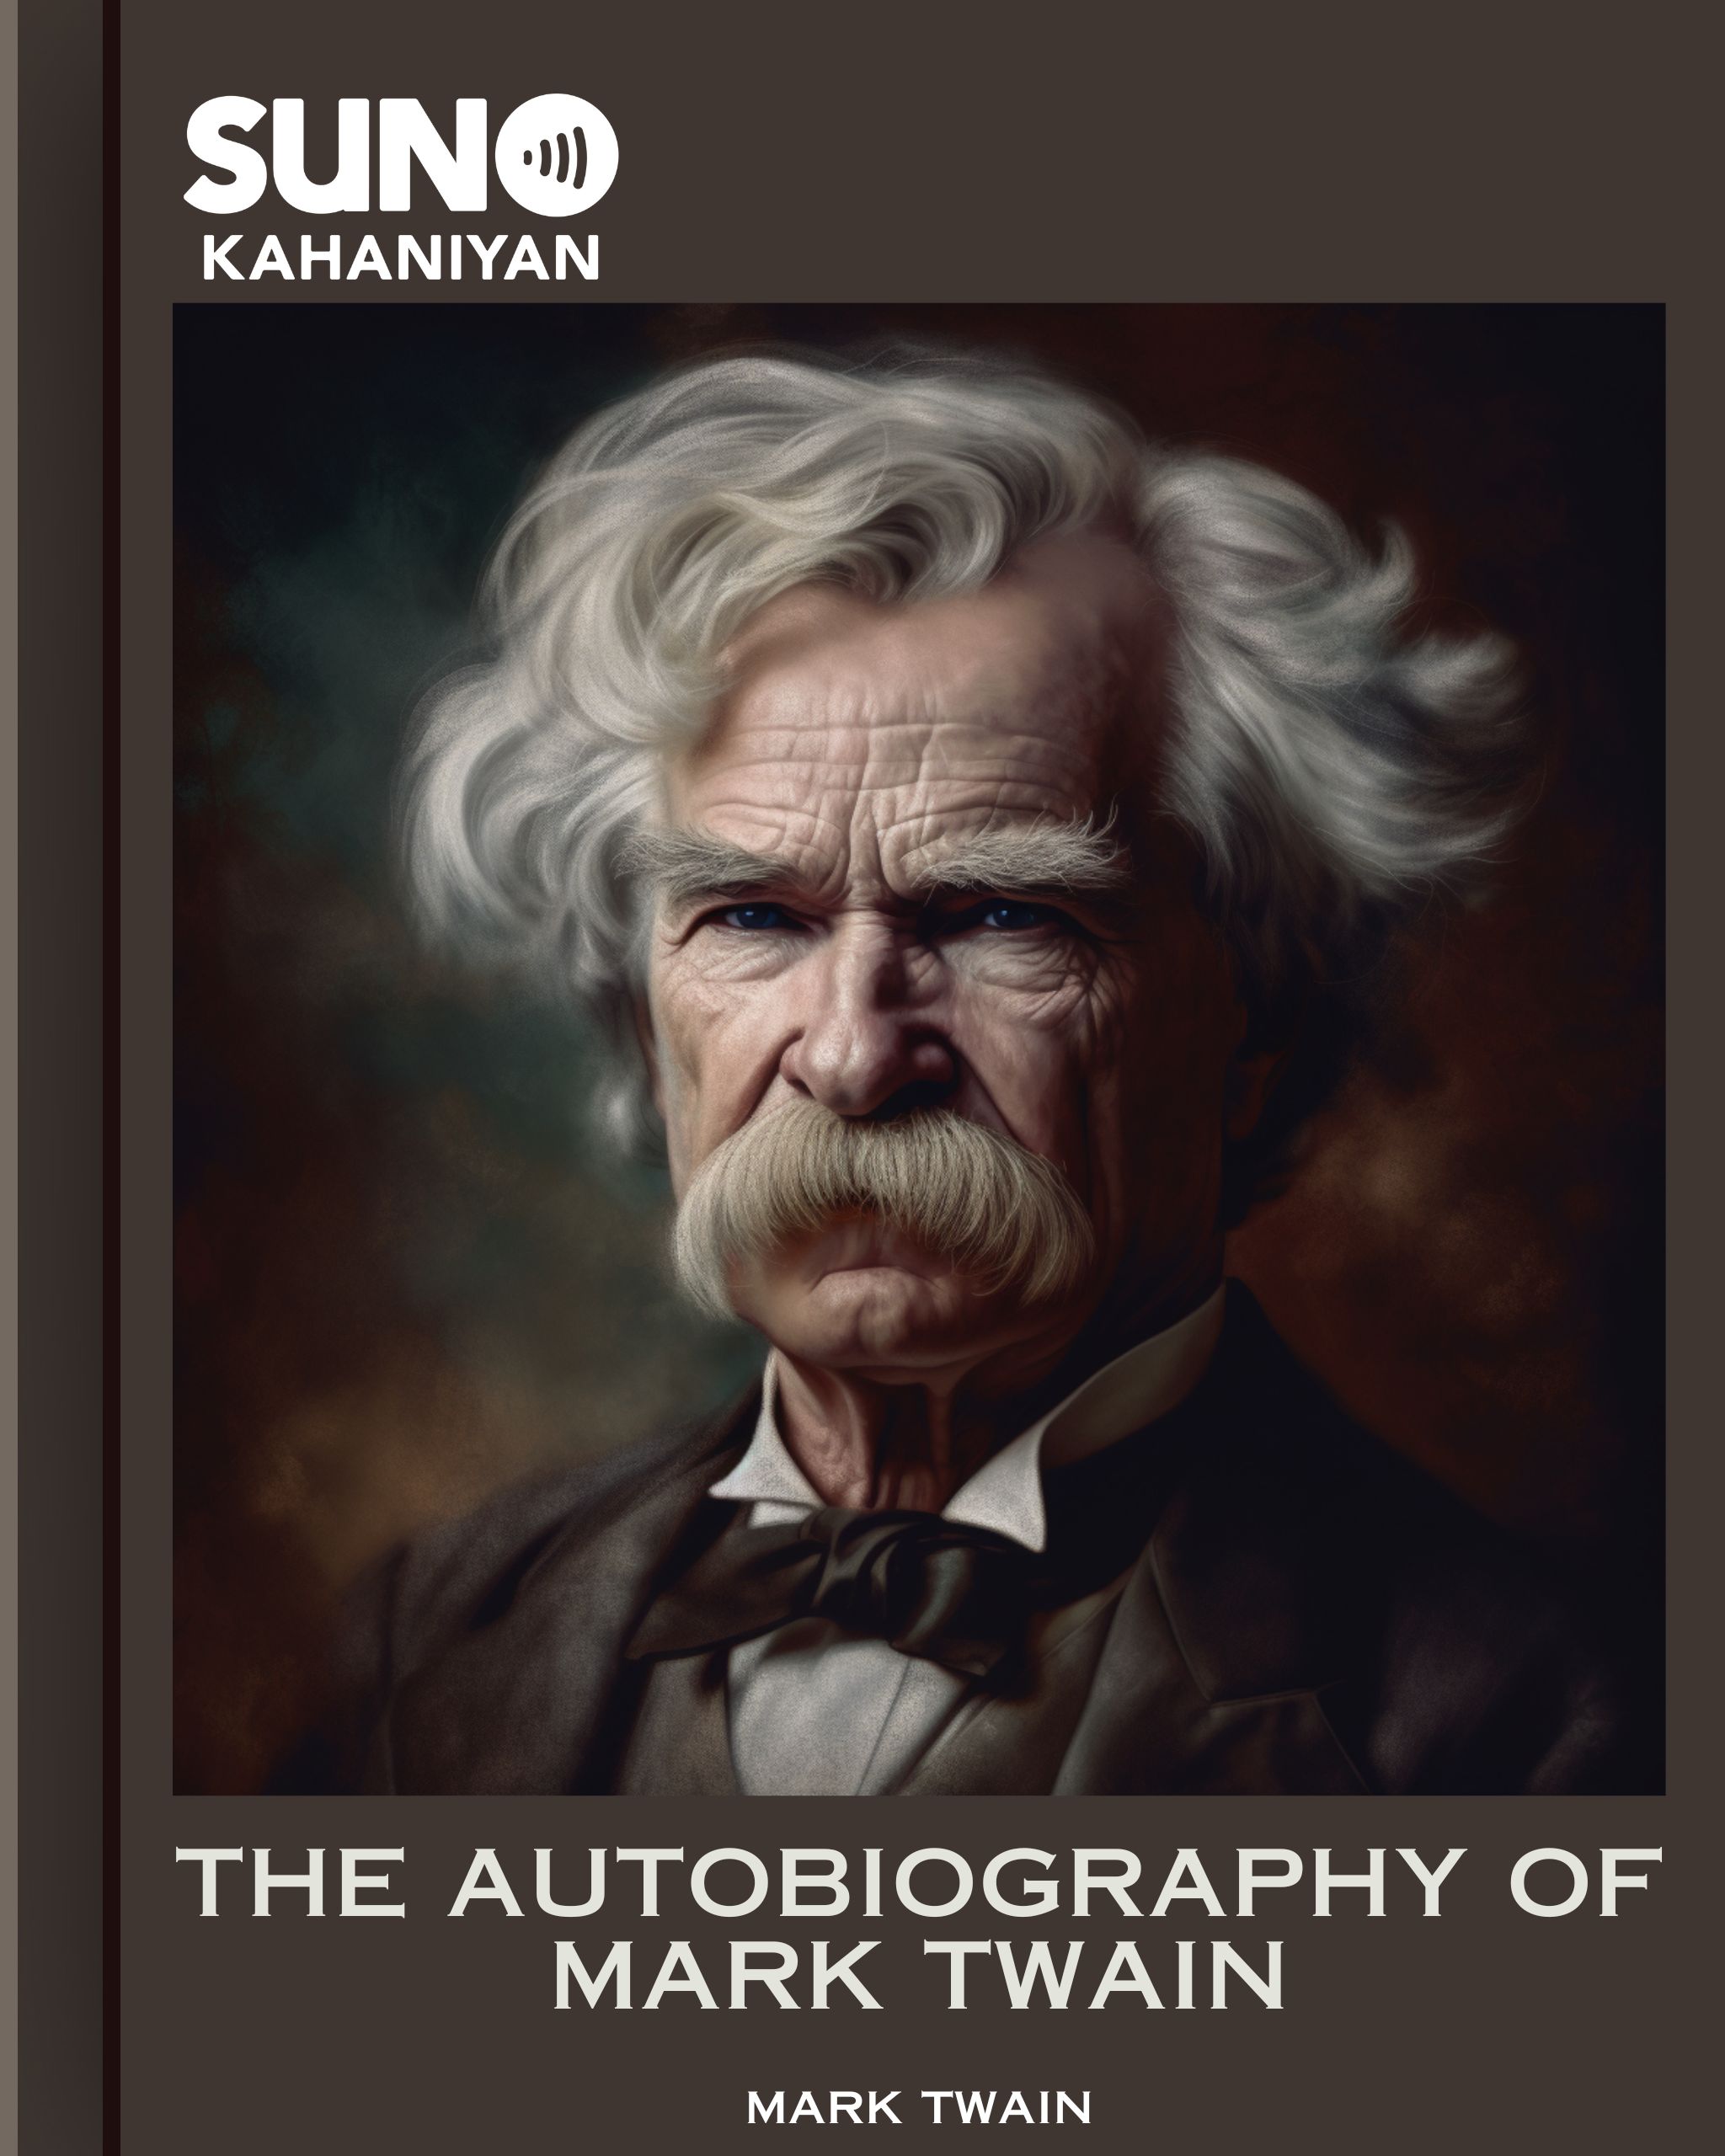 SUNO
KAHANIYAN
THE AUTOBIOGRAPHY OF
MARK TWAIN
MARK TWAIN